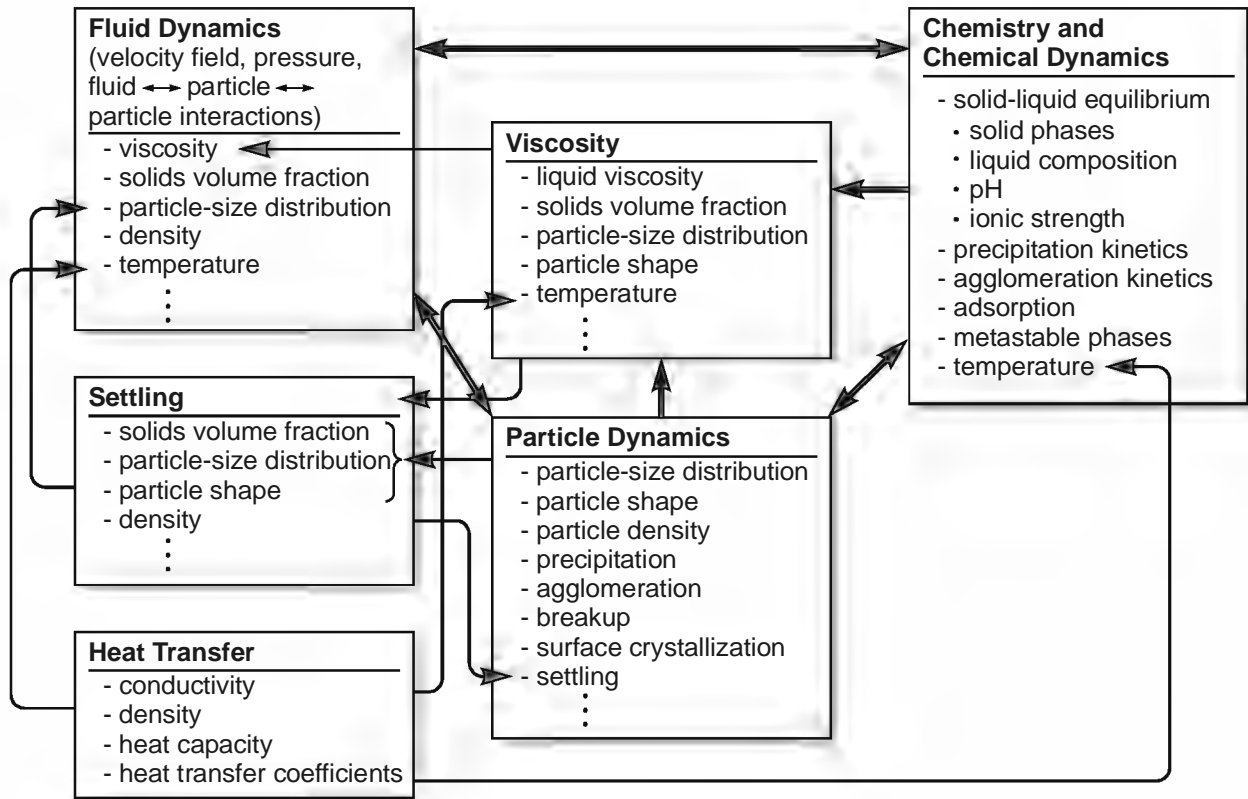 Fluid Dynamics
(velocity field, pressure,
fluid ↔ particle ↔
particle interactions)
- viscosity
- solids volume fraction
- particle-size distribution
- density
- temperature
Chemistry and
Chemical Dynamics
- solid-liquid equilibrium
· solid phases
· liquid composition
· pH
· ionic strength
- precipitation kinetics
- agglomeration kinetics
- adsorption
- metastable phases
- temperature
Viscosity
- liquid viscosity
- solids volume fraction
- particle-size distribution
- particle shape
- temperature
Settling
- solids volume fraction
- particle-size distribution
- particle shape
- density
Particle Dynamics
- particle-size distribution
- particle shape
- particle density
- precipitation
- agglomeration
- breakup
- surface crystallization
- settling
Heat Transfer
- conductivity
- density
- heat capacity
- heat transfer coefficients